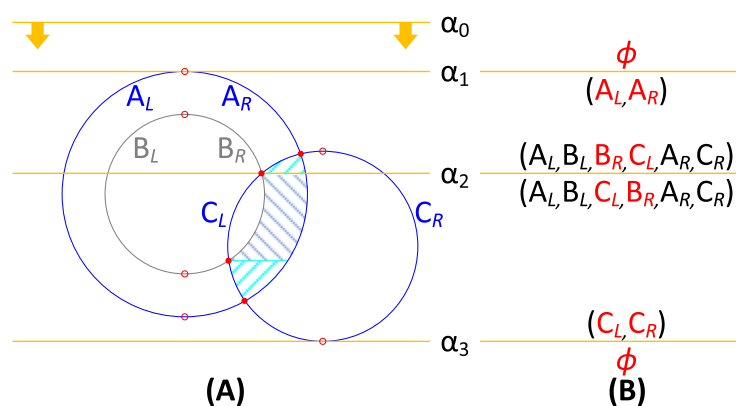 α₀
α₁
ϕ
(A_L,A_R)
A_L A_R
B_L B_R
(A_L,B_L,B_R,C_L,A_R,C_R)
α₂
(A_L,B_L,C_L,B_R,A_R,C_R)
C_L C_R
(C_L,C_R)
α₃
ϕ
(A) (B)